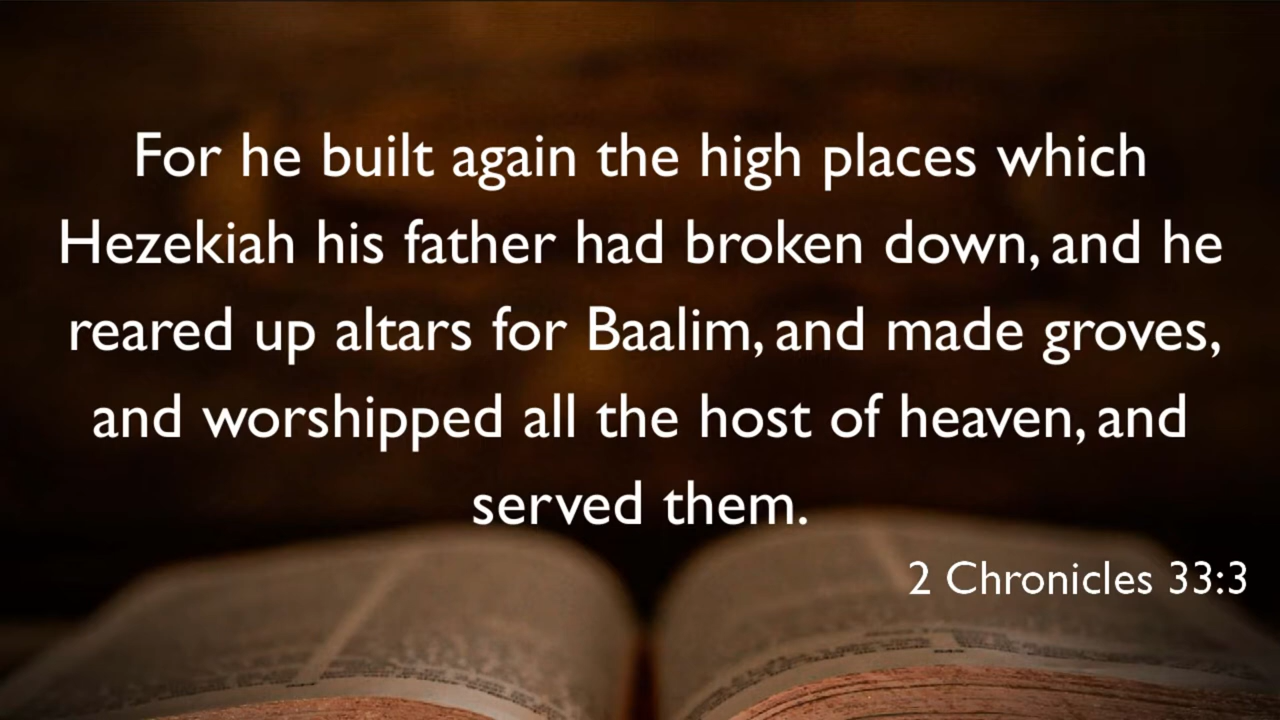 For he built again the high places which
Hezekiah his father had broken down, and he
reared up altars for Baalim, and made groves,
and worshipped all the host of heaven, and
served them.
2 Chronicles 33:3